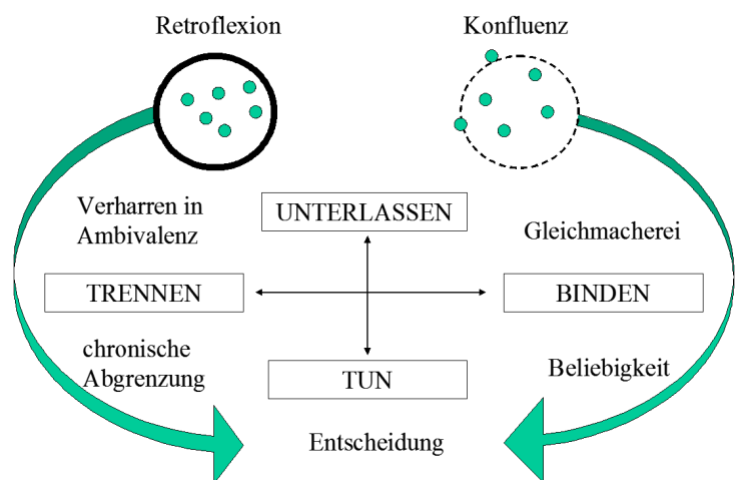 Retroflexion
Konfluenz
Verharren in
Ambivalenz
UNTERLASSEN
Gleichmacherei
TRENNEN
BINDEN
chronische
Abgrenzung
TUN
Beliebigkeit
Entscheidung